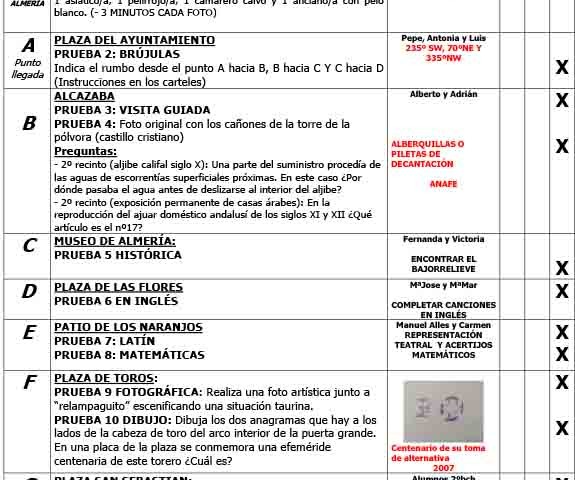 ALMERÍA
1 asiático/a, 1 pelirrojo/a, 1 camarero calvo y 1 anciano/a con pelo
blanco. (- 3 MINUTOS CADA FOTO)
A
Punto
llegada
PLAZA DEL AYUNTAMIENTO
PRUEBA 2: BRÚJULAS
Indica el rumbo desde el punto A hacia B, B hacia C Y C hacia D
(Instrucciones en los carteles)
Pepe, Antonia y Luis
235º SW, 70ºNE Y
335ºNW
X
B
ALCAZABA
PRUEBA 3: VISITA GUIADA
PRUEBA 4: Foto original con los cañones de la torre de la
pólvora (castillo cristiano)
Preguntas:
- 2º recinto (aljibe califal siglo X): Una parte del suministro procedía de
las aguas de escorrentías superficiales próximas. En este caso ¿Por
dónde pasaba el agua antes de deslizarse al interior del aljibe?
- 2º recinto (exposición permanente de casas árabes): En la
reproducción del ajuar doméstico andalusí de los siglos XI y XII ¿Qué
artículo es el nº17?
Alberto y Adrián
ALBERQUILLAS O
PILETAS DE
DECANTACIÓN
ANAFE
X
X
C
MUSEO DE ALMERÍA:
PRUEBA 5 HISTÓRICA
Fernanda y Victoria
ENCONTRAR EL
BAJORRELIEVE
X
D
PLAZA DE LAS FLORES
PRUEBA 6 EN INGLÉS
MªJose y MªMar
COMPLETAR CANCIONES
EN INGLÉS
X
E
PATIO DE LOS NARANJOS
PRUEBA 7: LATÍN
PRUEBA 8: MATEMÁTICAS
Manuel Alles y Carmen
REPRESENTACIÓN
TEATRAL Y ACERTIJOS
MATEMÁTICOS
X
X
F
PLAZA DE TOROS:
PRUEBA 9 FOTOGRÁFICA: Realiza una foto artística junto a
"relampaguito" escenificando una situación taurina.
PRUEBA 10 DIBUJO: Dibuja los dos anagramas que hay a los
lados de la cabeza de toro del arco interior de la puerta grande.
En una placa de la plaza se conmemora una efeméride
centenaria de este torero ¿Cuál es?
Centenario de su toma
de alternativa
2007
X
X
PLAZA SAN SEBASTIAN:
Alumnos 2ºbch